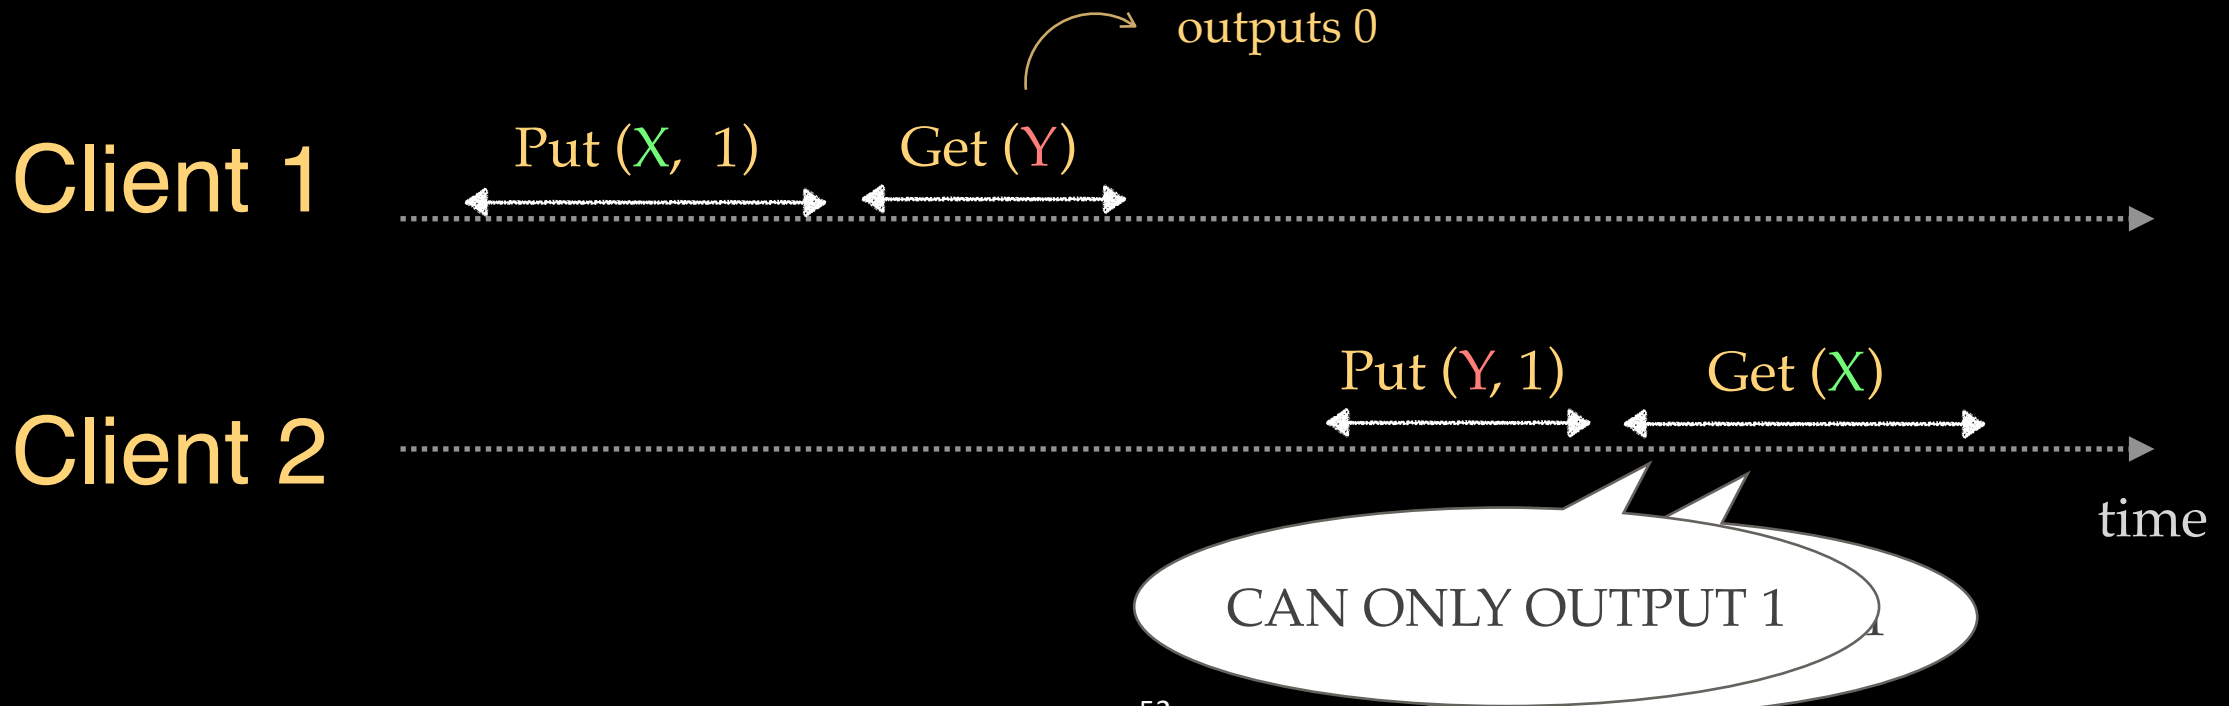 outputs 0
Client 1
Put (X, 1)
Get (Y)
Client 2
Put (Y, 1)
Get (X)
time
CAN ONLY OUTPUT 1